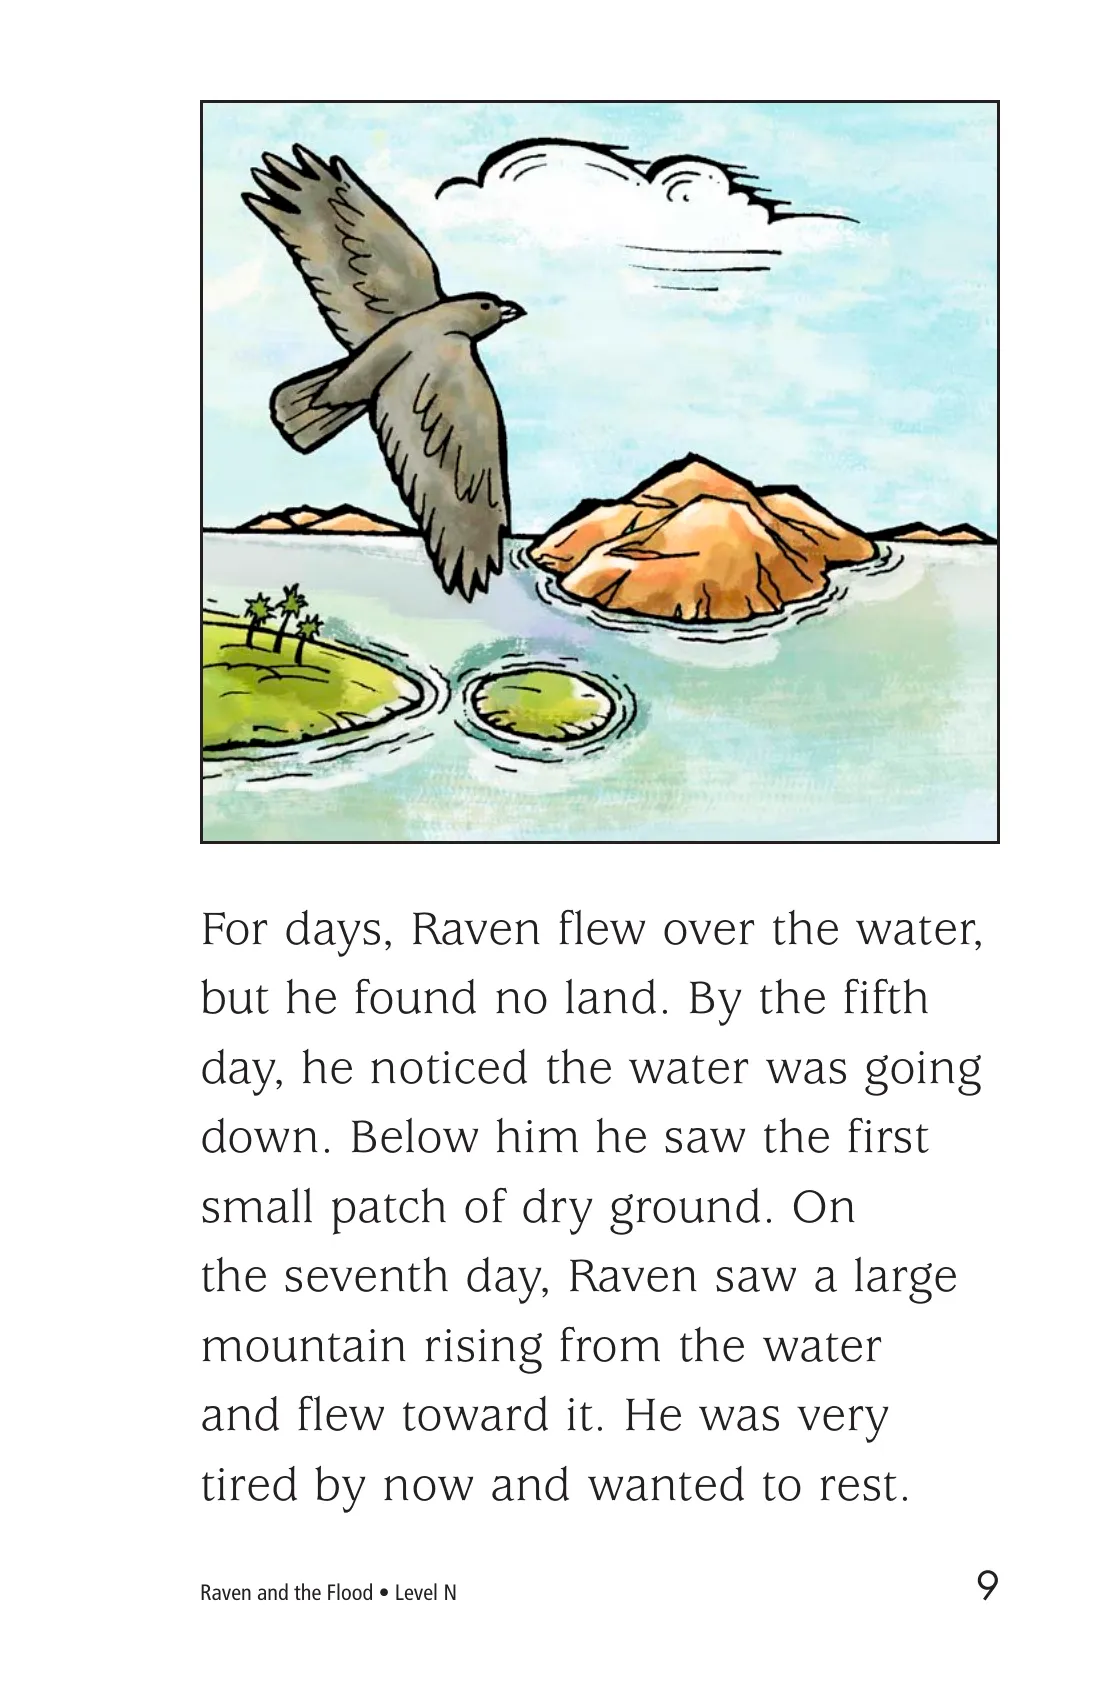 For days, Raven flew over the water,
but he found no land. By the fifth
day, he noticed the water was going
down. Below him he saw the first
small patch of dry ground. On
the seventh day, Raven saw a large
mountain rising from the water
and flew toward it. He was very
tired by now and wanted to rest.
Raven and the Flood • Level N
9